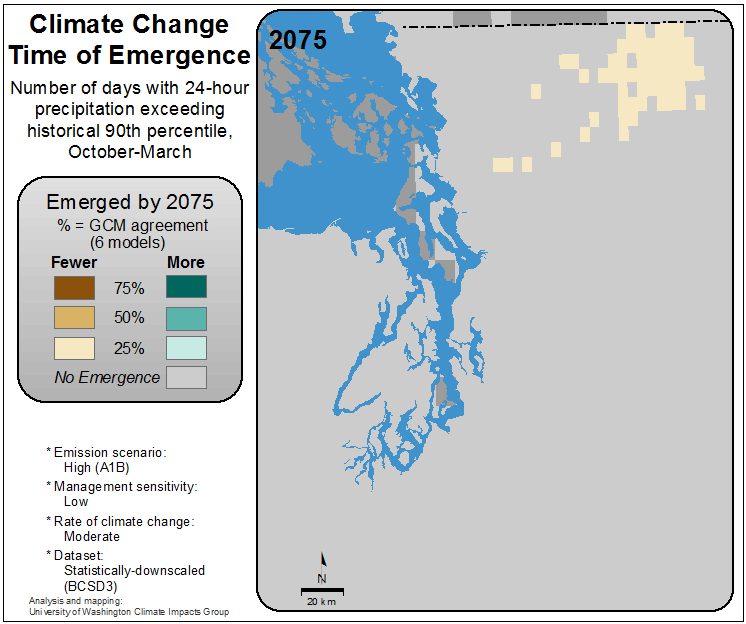 Climate Change
Time of Emergence
Number of days with 24-hour
precipitation exceeding
historical 90th percentile,
October-March
Emerged by 2075
% = GCM agreement
(6 models)
Fewer More
75%
50%
25%
No Emergence
* Emission scenario:
High (A1B)
* Management sensitivity:
Low
* Rate of climate change:
Moderate
* Dataset:
Statistically-downscaled
(BCSD3)
Analysis and mapping:
University of Washington Climate Impacts Group
2075
N
20 km